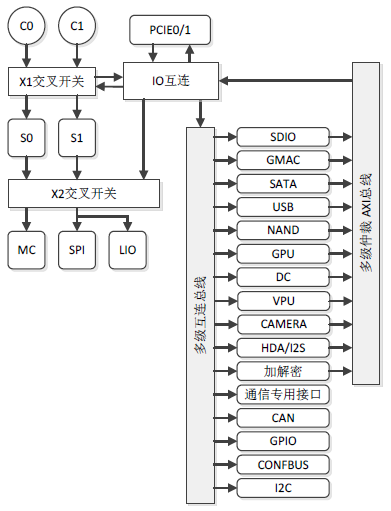 C0
C1
PCIE0/1
X1交叉开关
IO互连
S0
S1
X2交叉开关
MC
SPI
LIO
多级互连总线
SDIO
GMAC
SATA
USB
NAND
GPU
DC
VPU
CAMERA
HDA/I2S
加解密
通信专用接口
CAN
GPIO
CONFBUS
I2C
多级仲裁 AXI总线